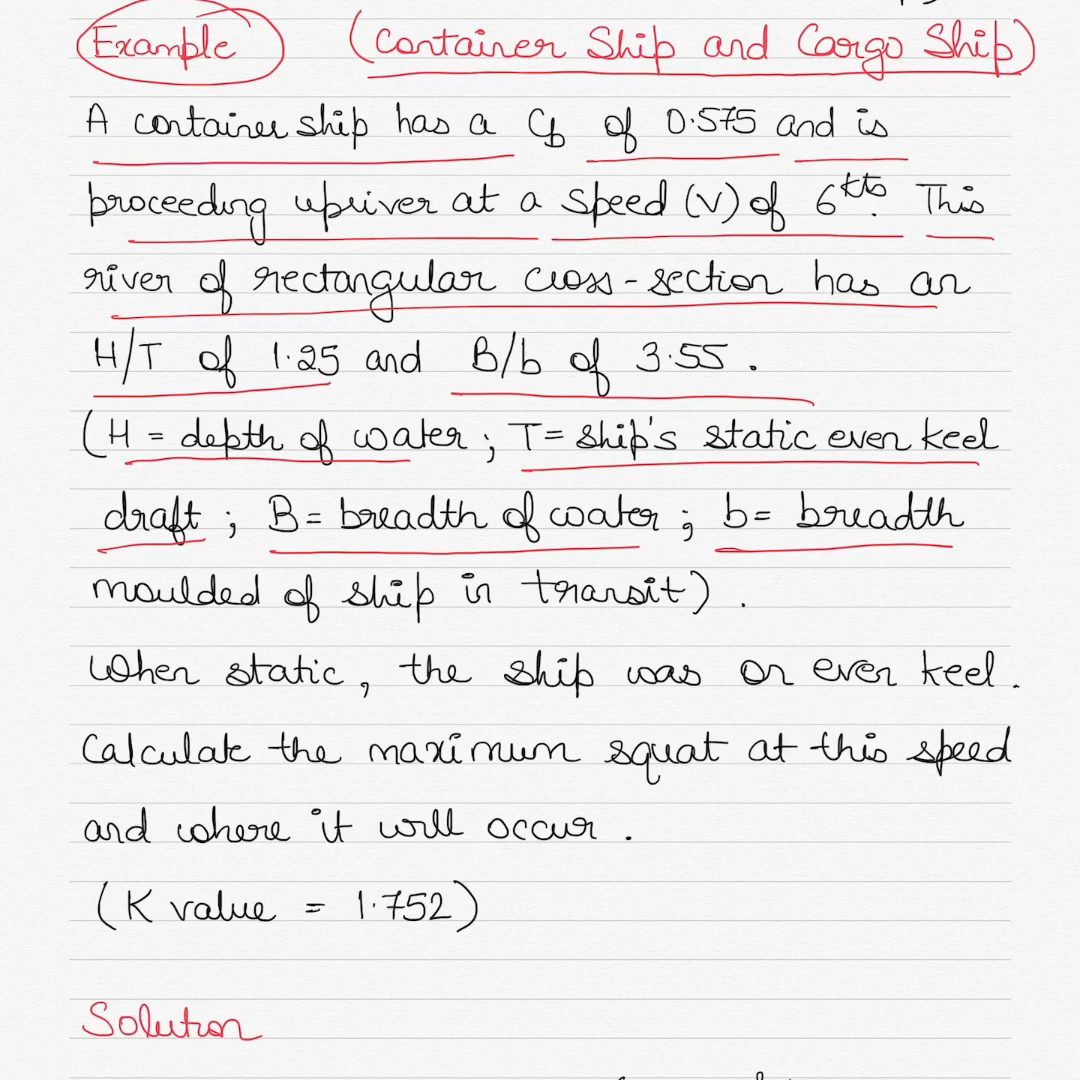 Example (Container Ship and Cargo Ship)
A container ship has a Cb of 0.575 and is
proceeding upriver at a speed (V) of 6 kts. This
river of rectangular cross-section has an
H/T of 1.25 and B/b of 3.55.
(H = depth of water; T = ship's static even keel
draft; B = breadth of water; b = breadth
moulded of ship in transit).
When static, the ship was on even keel.
Calculate the maximum squat at this speed
and where it will occur.
(K value = 1.752)
Solution